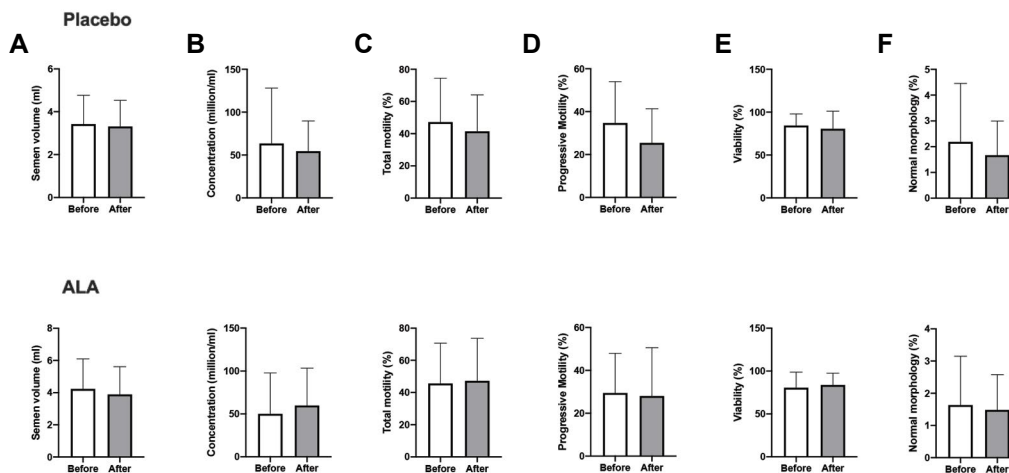 Placebo
A
B
C
D
E
F
Semen volume (ml)
6
4
2
0
Before After
Concentration (million/ml)
150
100
50
0
Before After
Total motility (%)
80
60
40
20
0
Before After
Progressive Motility (%)
60
40
20
0
Before After
Viability (%)
150
100
50
0
Before After
Normal morphology (%)
5
4
3
2
1
0
Before After
ALA
Semen volume (ml)
8
6
4
2
0
Before After
Concentration (million/ml)
150
100
50
0
Before After
Total motility (%)
80
60
40
20
0
Before After
Progressive Motility (%)
60
40
20
0
Before After
Viability (%)
150
100
50
0
Before After
Normal morphology (%)
4
3
2
1
0
Before After